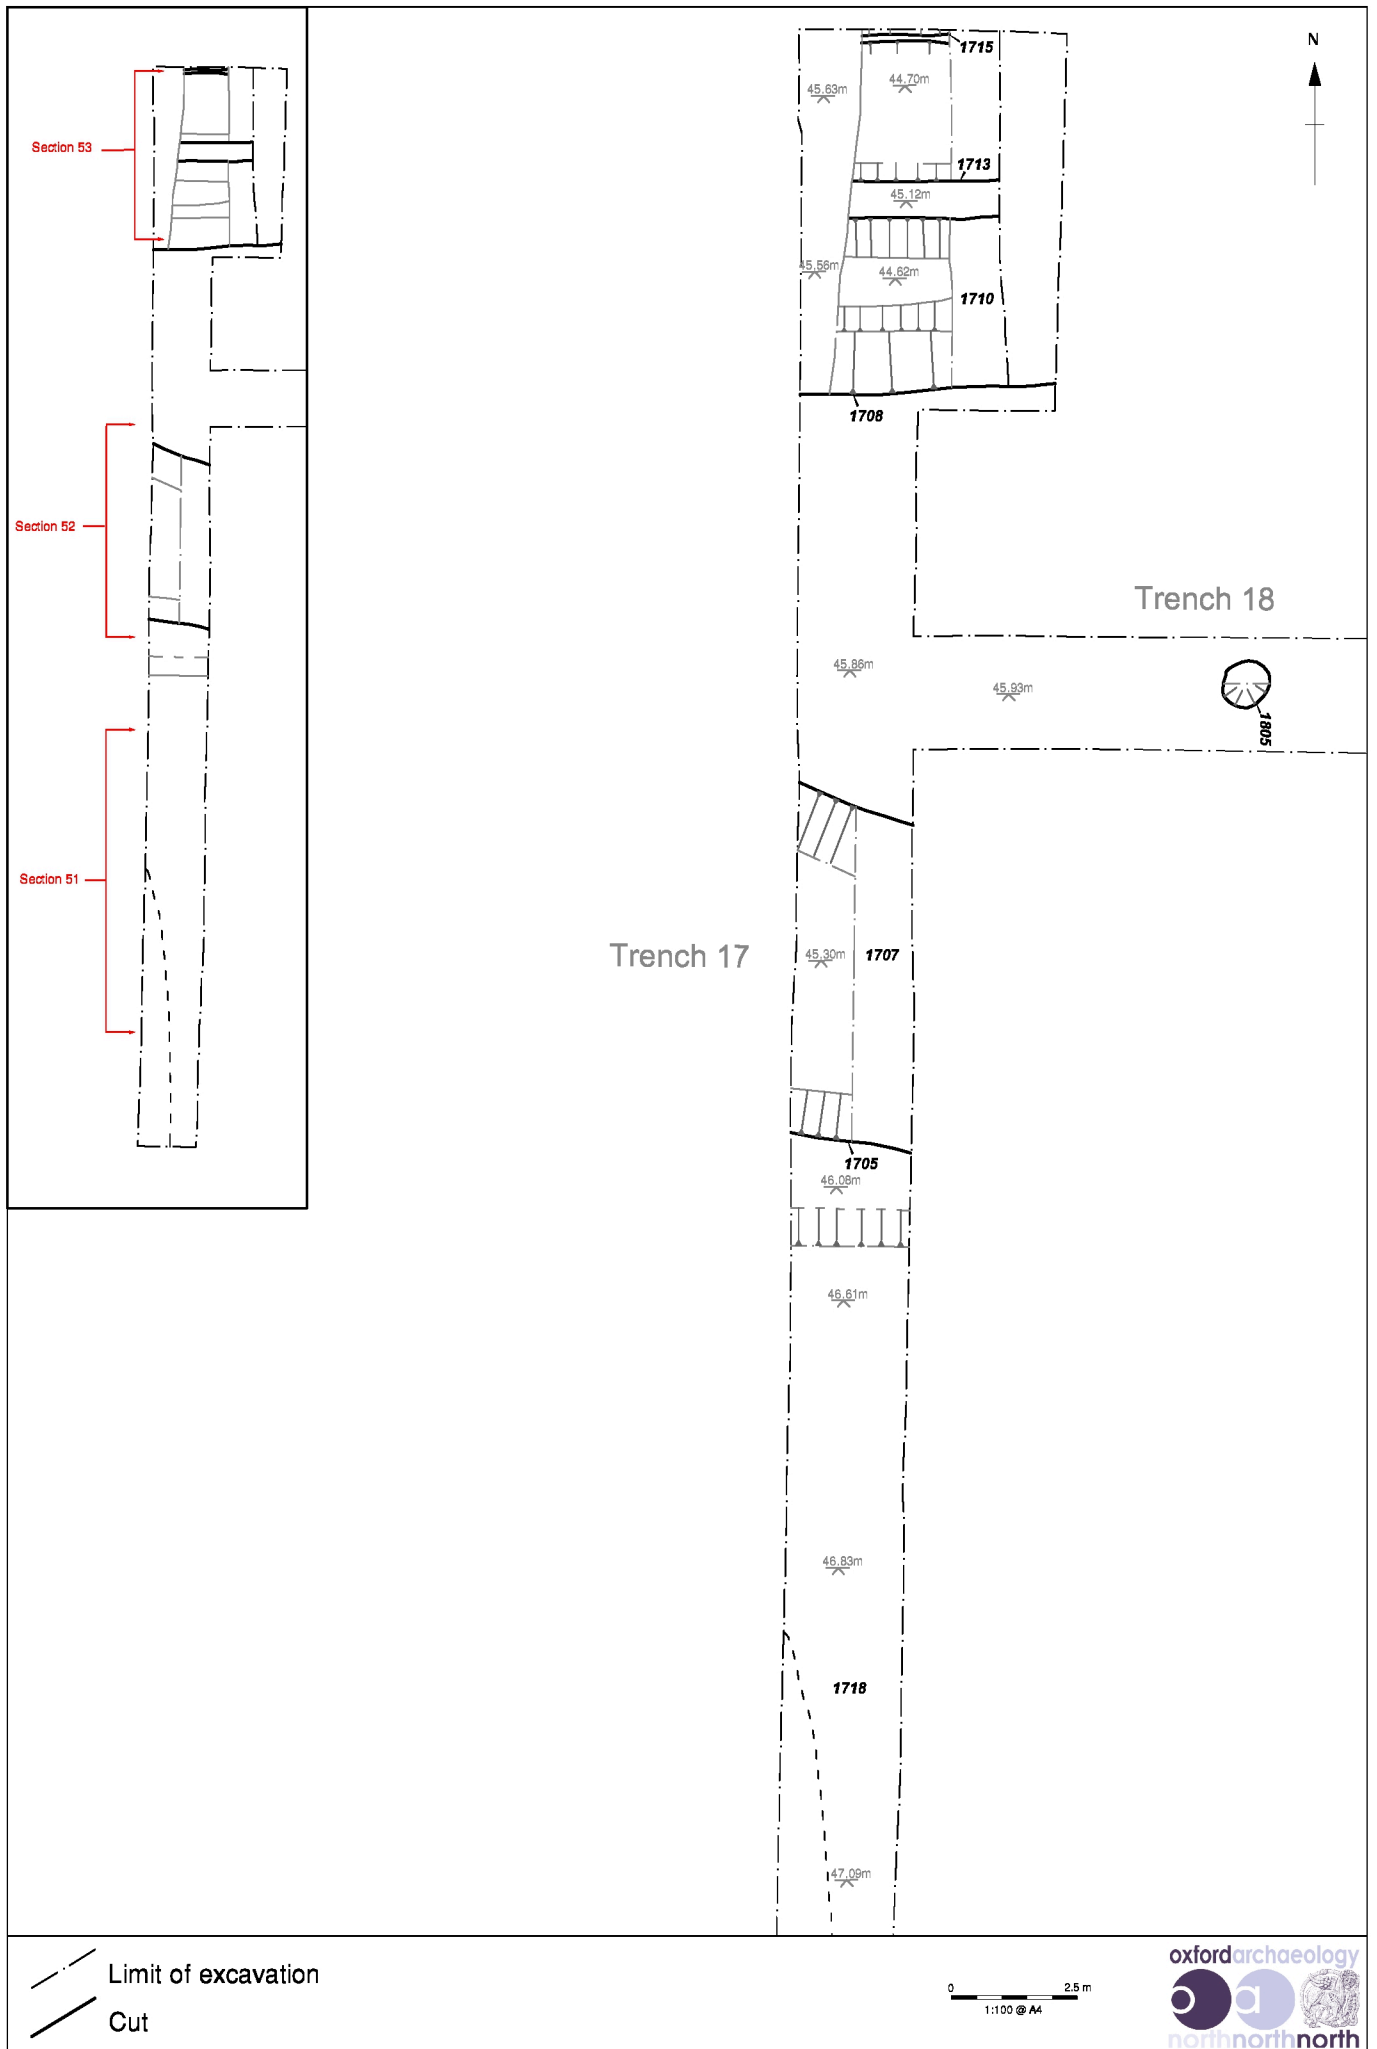 Section 53
Section 52
Section 51
N
1715
45.63m
44.70m
1713
45.12m
45.56m
44.62m
1710
1708
Trench 18
45.86m
45.93m
1805
Trench 17
45.30m
1707
1705
46.08m
46.61m
46.83m
1718
47.09m
Limit of excavation
Cut
0 2.5 m
1:100 @ A4
oxfordarchaeology
o a
northnorthnorth